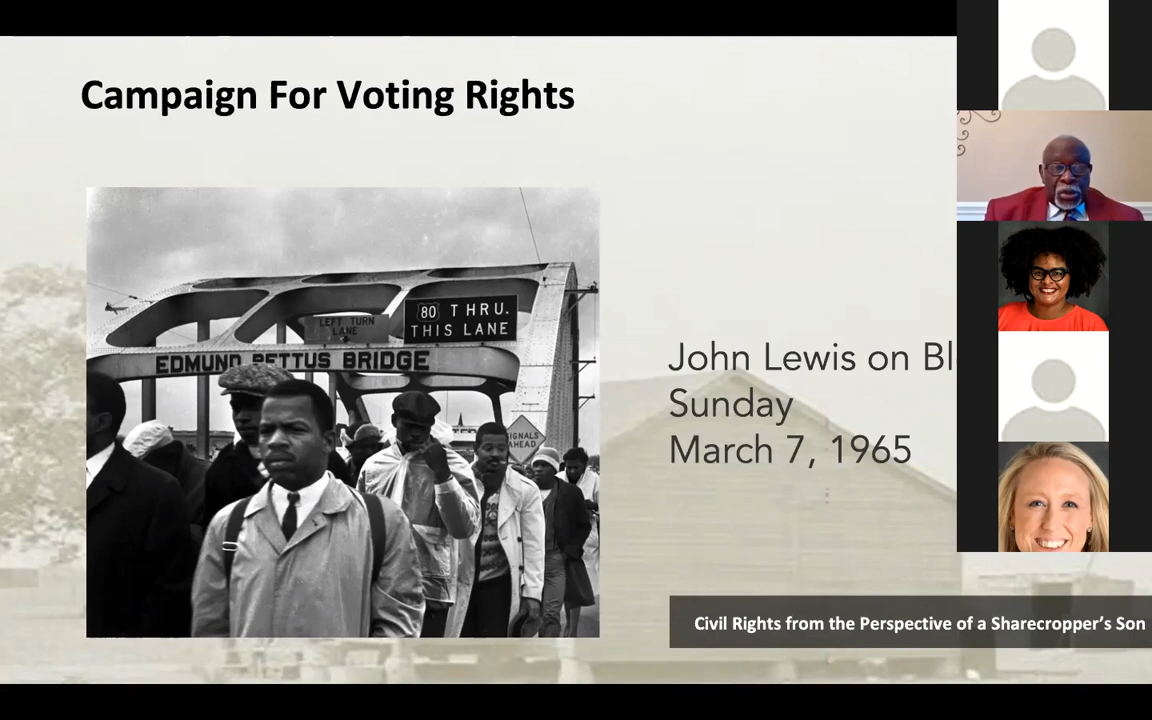 Campaign For Voting Rights
80 THRU.
THIS LANE
LEFT TURN
LANE
EDMUND PETTUS BRIDGE
SIGNALS
AHEAD
John Lewis on Bl
Sunday
March 7, 1965
Civil Rights from the Perspective of a Sharecropper's Son